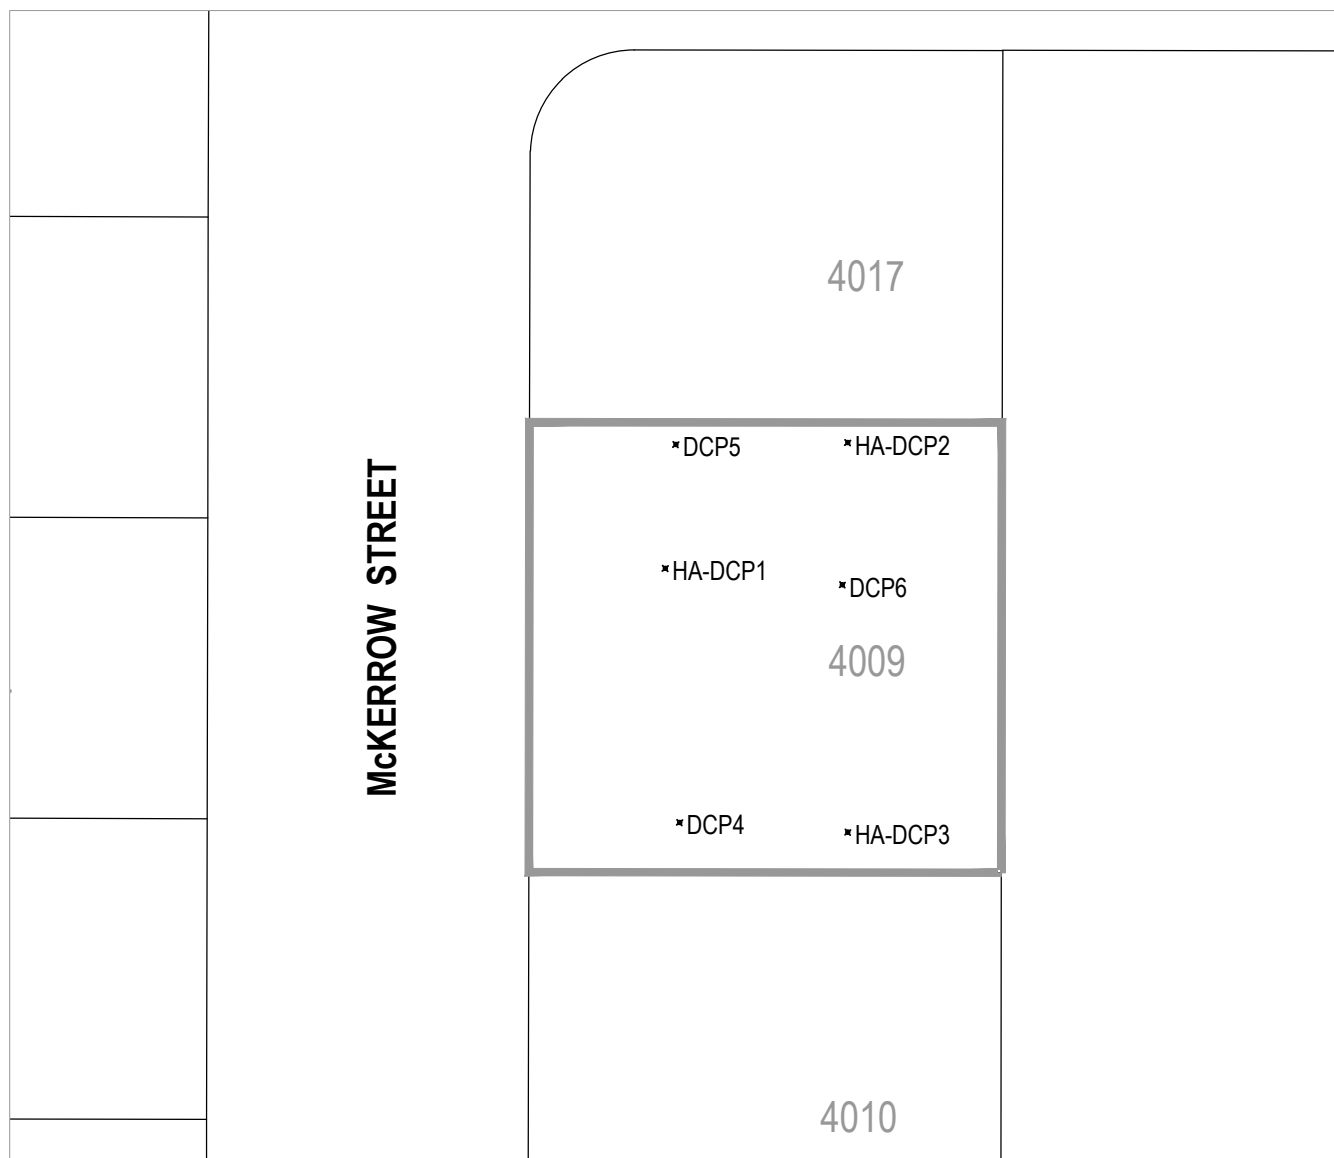 4017
DCP5
HA-DCP2
McKERROW STREET
HA-DCP1
DCP6
4009
DCP4
HA-DCP3
4010